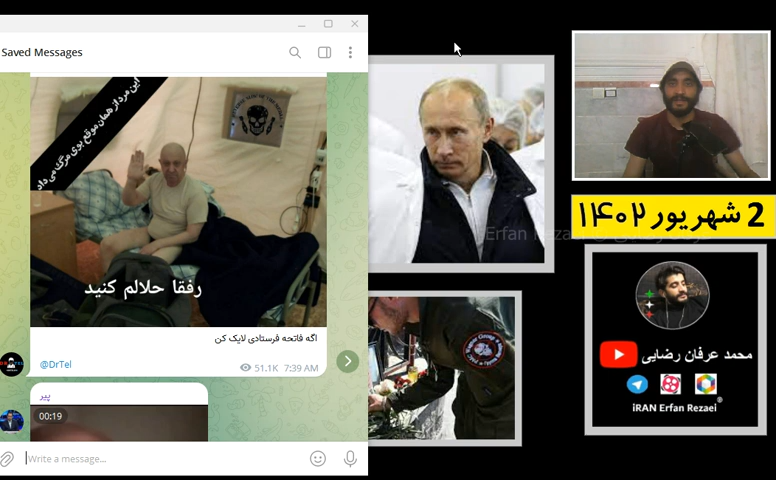 Saved Messages
این مرد از همان موقع بوی مرگ می داد
رفقا حلالم کنید
اگه فاتحه فرستادی لایک کن
@DrTel
51.1K 7:39 AM
پیر
00:19
Write a message...
2 شهریور ۱۴۰۲
Erfan Rezaei
محمد عرفان رضایی
iRAN Erfan Rezaei®